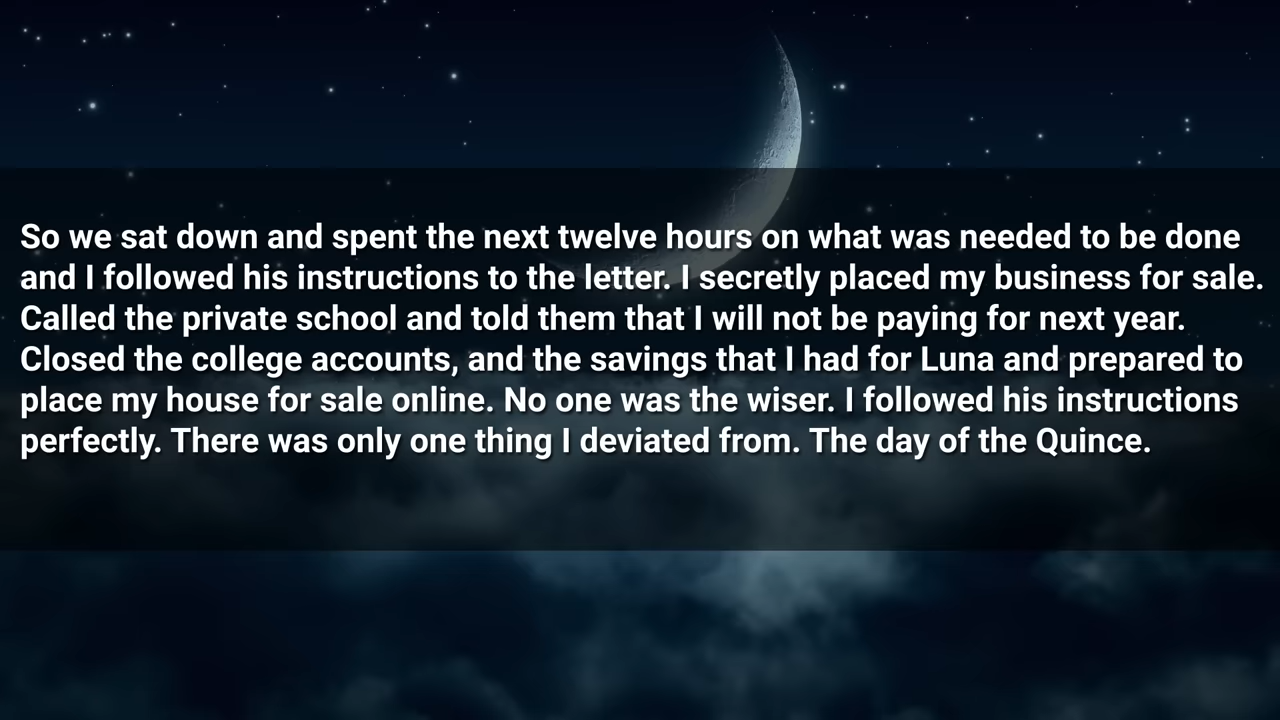 So we sat down and spent the next twelve hours on what was needed to be done
and I followed his instructions to the letter. I secretly placed my business for sale.
Called the private school and told them that I will not be paying for next year.
Closed the college accounts, and the savings that I had for Luna and prepared to
place my house for sale online. No one was the wiser. I followed his instructions
perfectly. There was only one thing I deviated from. The day of the Quince.